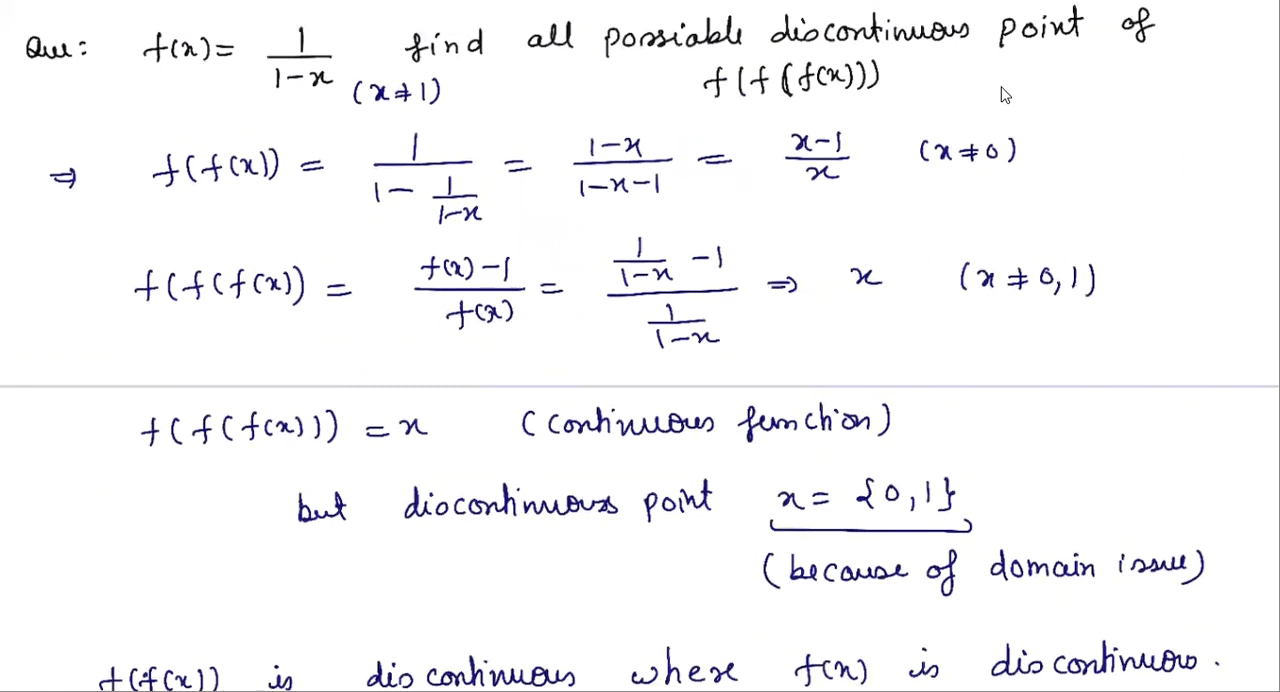 Que: f(x) = 1/(1-x) (x≠1) find all possiable discontinuous point of f(f(f(x)))
⇒ f(f(x)) = 1/(1 - 1/(1-x)) = (1-x)/(1-x-1) = (x-1)/x (x≠0)
f(f(f(x)) = (f(x)-1)/f(x) = (1/(1-x) - 1)/(1/(1-x)) ⇒ x (x≠0,1)
f(f(f(x))) = x (continuous function)
but discontinuous point x = {0,1}
(because of domain issue)
f(f(x)) is discontinuous where f(x) is discontinuous.